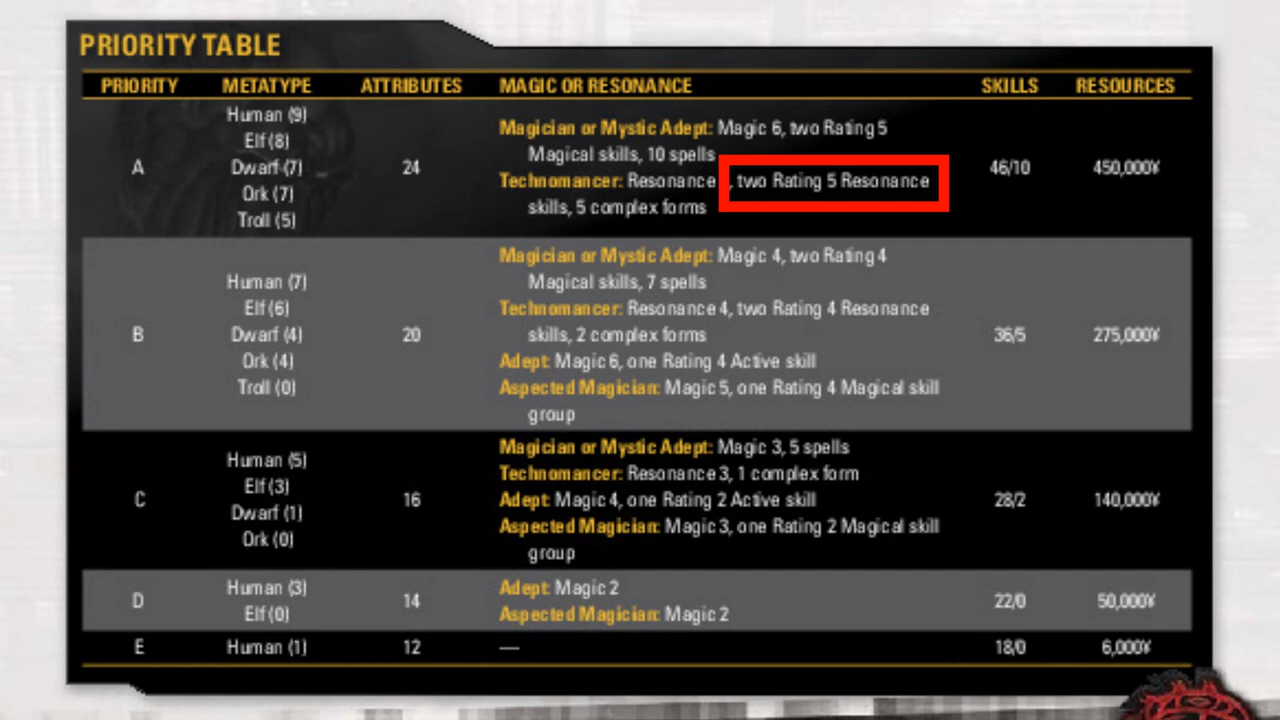 PRIORITY TABLE
PRIORITY METATYPE ATTRIBUTES MAGIC OR RESONANCE SKILLS RESOURCES
A
Human (9)
Elf (8)
Dwarf (7)
Ork (7)
Troll (5)
24
Magician or Mystic Adept: Magic 6, two Rating 5
Magical skills, 10 spells
Technomancer: Resonance , two Rating 5 Resonance
skills, 5 complex forms
46/10
450,000¥
B
Human (7)
Elf (6)
Dwarf (4)
Ork (4)
Troll (0)
20
Magician or Mystic Adept: Magic 4, two Rating 4
Magical skills, 7 spells
Technomancer: Resonance 4, two Rating 4 Resonance
skills, 2 complex forms
Adept: Magic 6, one Rating 4 Active skill
Aspected Magician: Magic 5, one Rating 4 Magical skill
group
36/5
275,000¥
C
Human (5)
Elf (3)
Dwarf (1)
Ork (0)
16
Magician or Mystic Adept: Magic 3, 5 spells
Technomancer: Resonance 3, 1 complex form
Adept: Magic 4, one Rating 2 Active skill
Aspected Magician: Magic 3, one Rating 2 Magical skill
group
28/2
140,000¥
D
Human (3)
Elf (0)
14
Adept: Magic 2
Aspected Magician: Magic 2
22/0
50,000¥
E
Human (1)
12
—
18/0
6,000¥